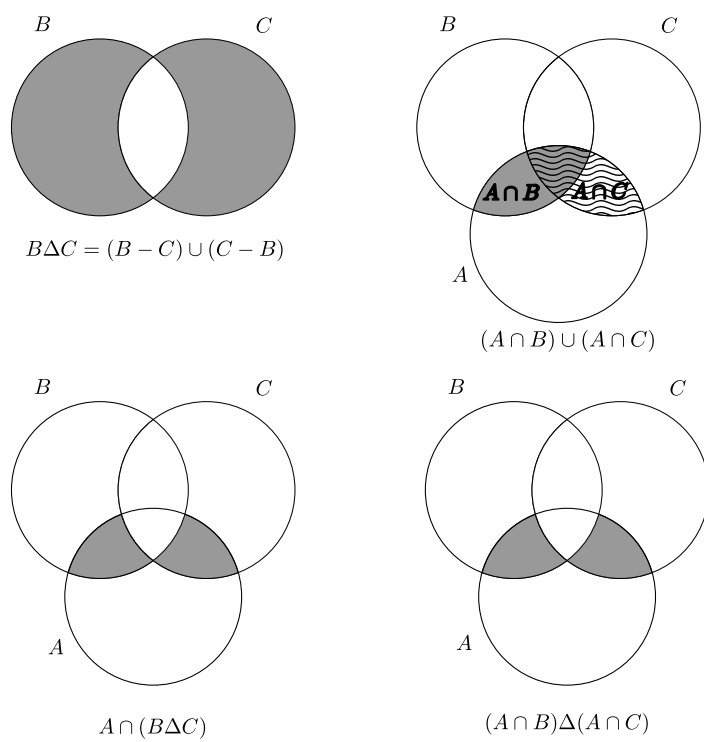 B C
BΔC = (B − C) ∪ (C − B)
B C
A∩B A∩C
A
(A ∩ B) ∪ (A ∩ C)
B C
A
A ∩ (BΔC)
B C
A
(A ∩ B)Δ(A ∩ C)